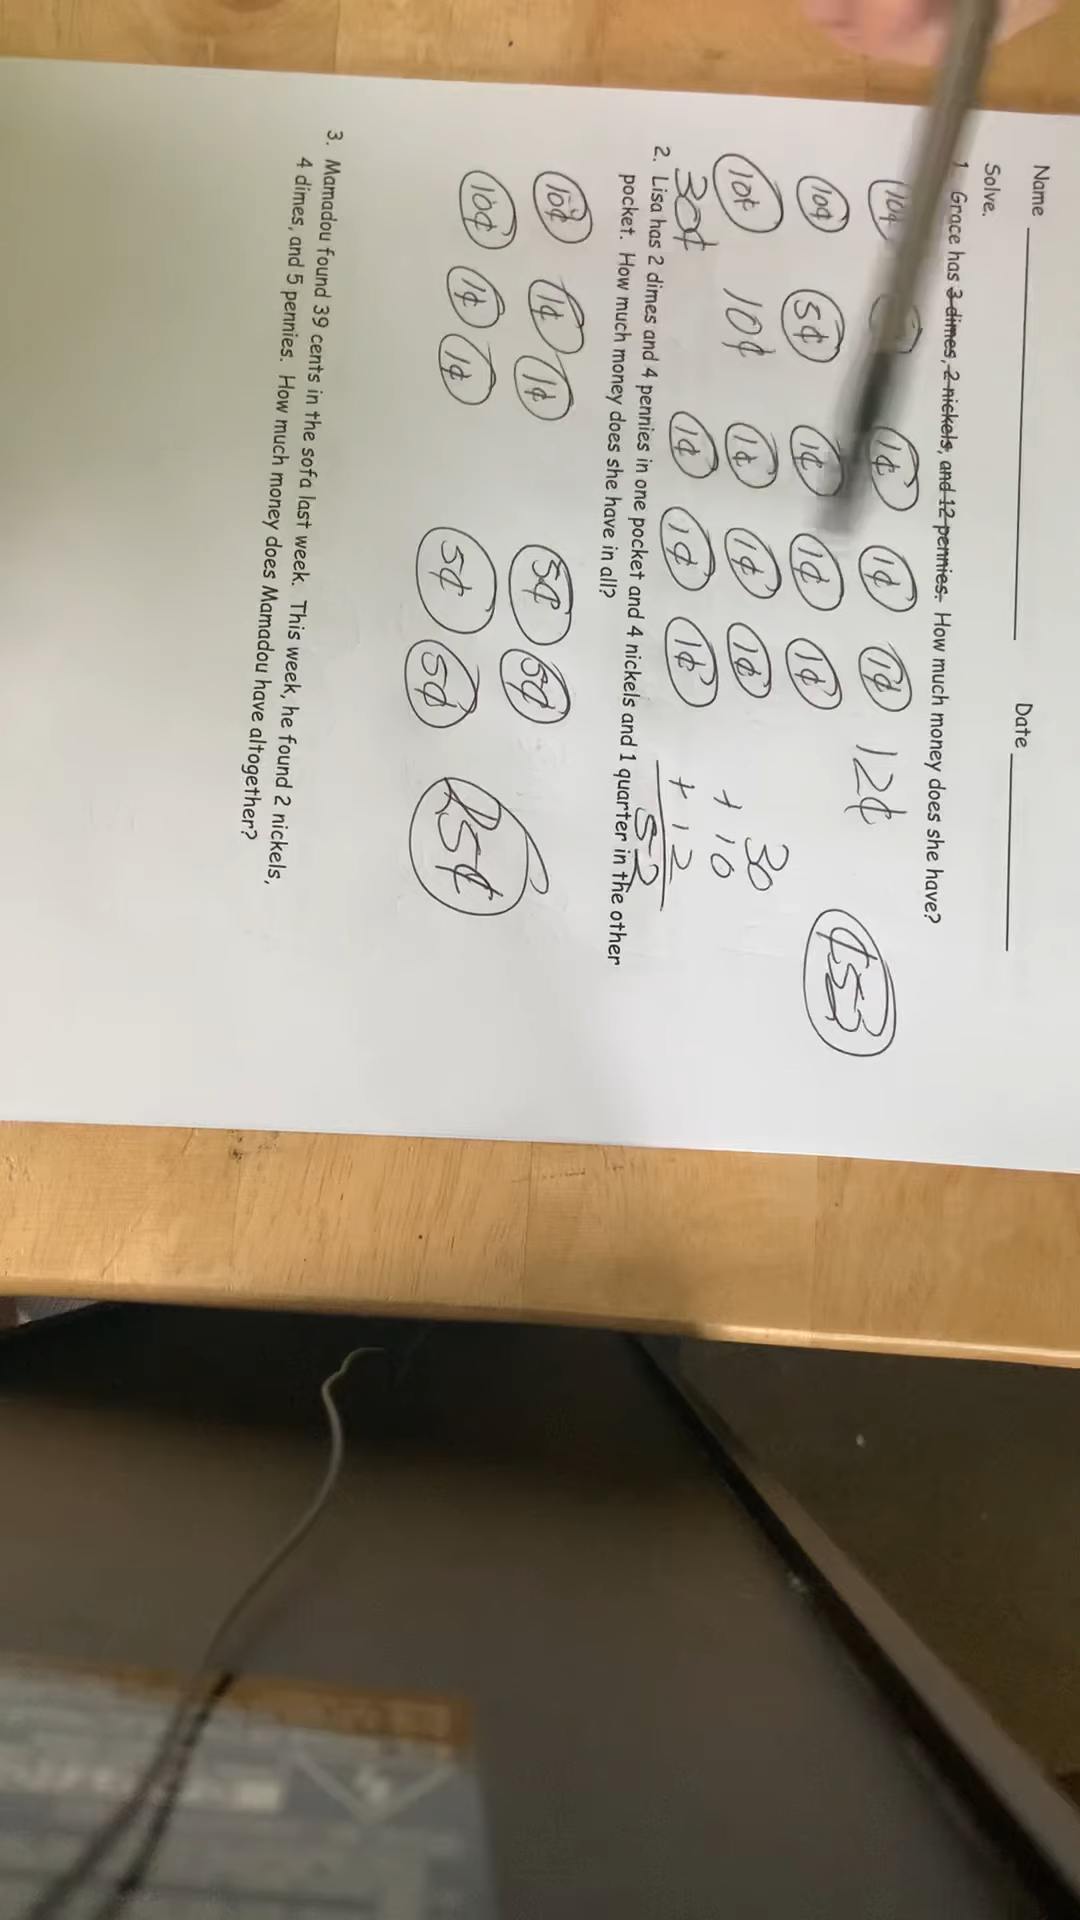 Name Date
Solve.
1. Grace has 3 dimes, 2 nickels, and 12 pennies. How much money does she have?
10¢ 1¢ 1¢ 1¢ 12¢
10¢ 5¢ 1¢ 1¢ 1¢ ¢52
10¢ 10¢ 1¢ 1¢ 1¢ 30
+ 10
30¢ 1¢ 1¢ 1¢ + 12
52
2. Lisa has 2 dimes and 4 pennies in one pocket and 4 nickels and 1 quarter in the other
pocket. How much money does she have in all?
10¢ 1¢ 1¢ 5¢ 5¢
10¢ 1¢ 1¢ 5¢ 5¢ 25¢
3. Mamadou found 39 cents in the sofa last week. This week, he found 2 nickels,
4 dimes, and 5 pennies. How much money does Mamadou have altogether?